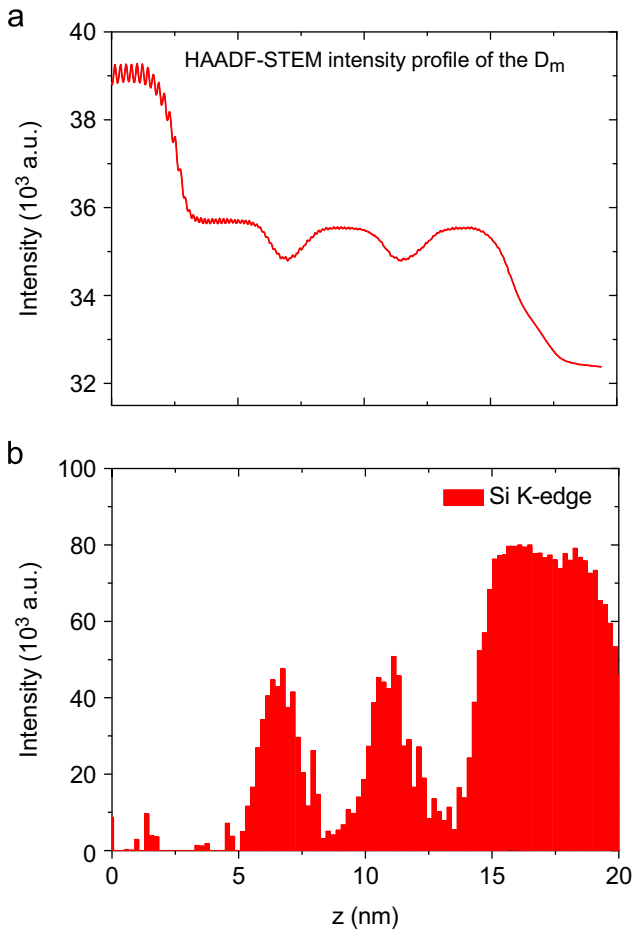 a
40
HAADF-STEM intensity profile of the Dm
38
36
34
32
Intensity (10³ a.u.)
b
100
Si K-edge
80
60
40
20
0
Intensity (10³ a.u.)
0 5 10 15 20
z (nm)